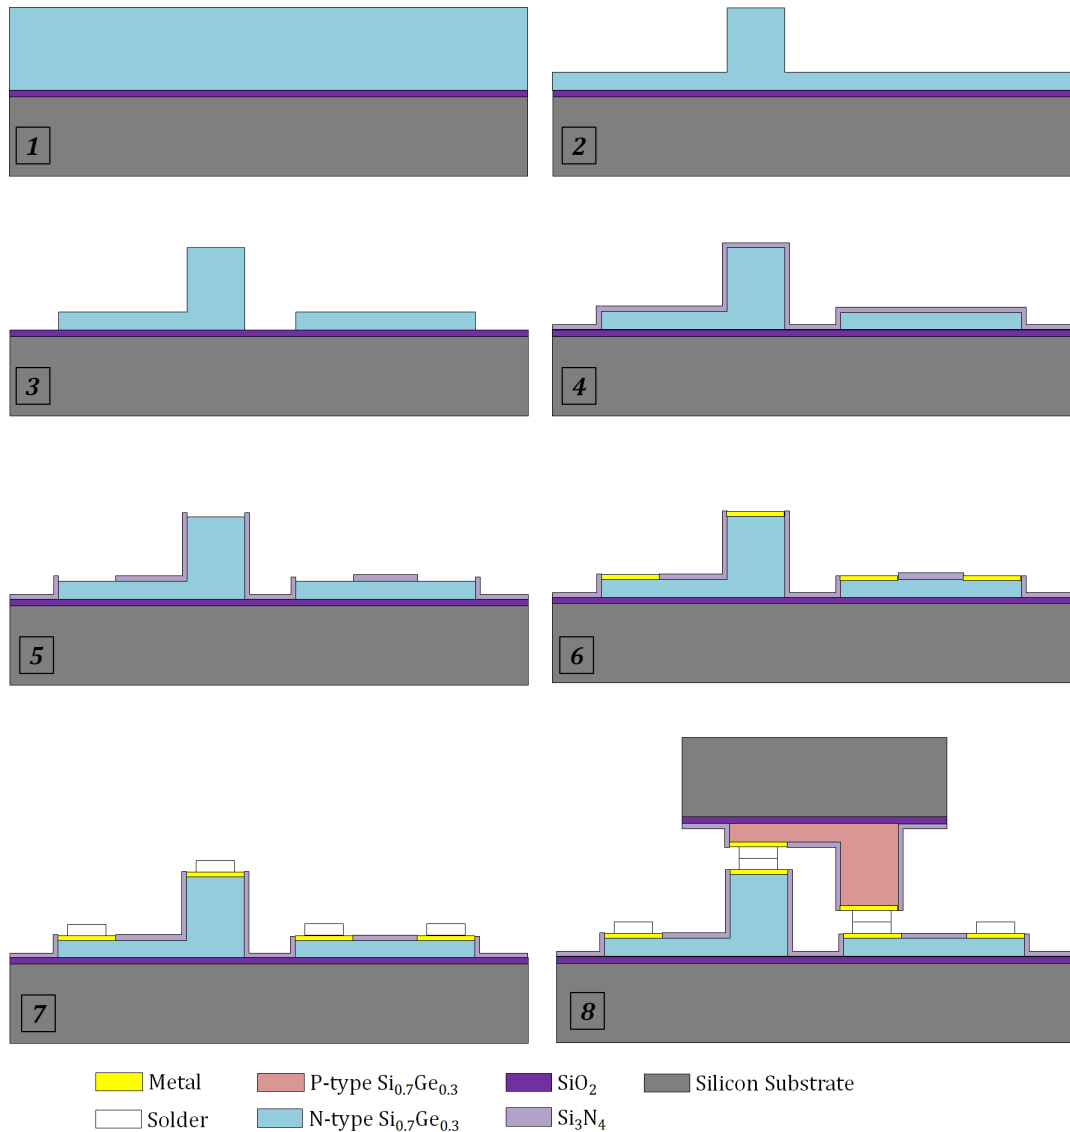 1
2
3
4
5
6
7
8
Metal
P-type Si₀.₇Ge₀.₃
SiO₂
Silicon Substrate
Solder
N-type Si₀.₇Ge₀.₃
Si₃N₄